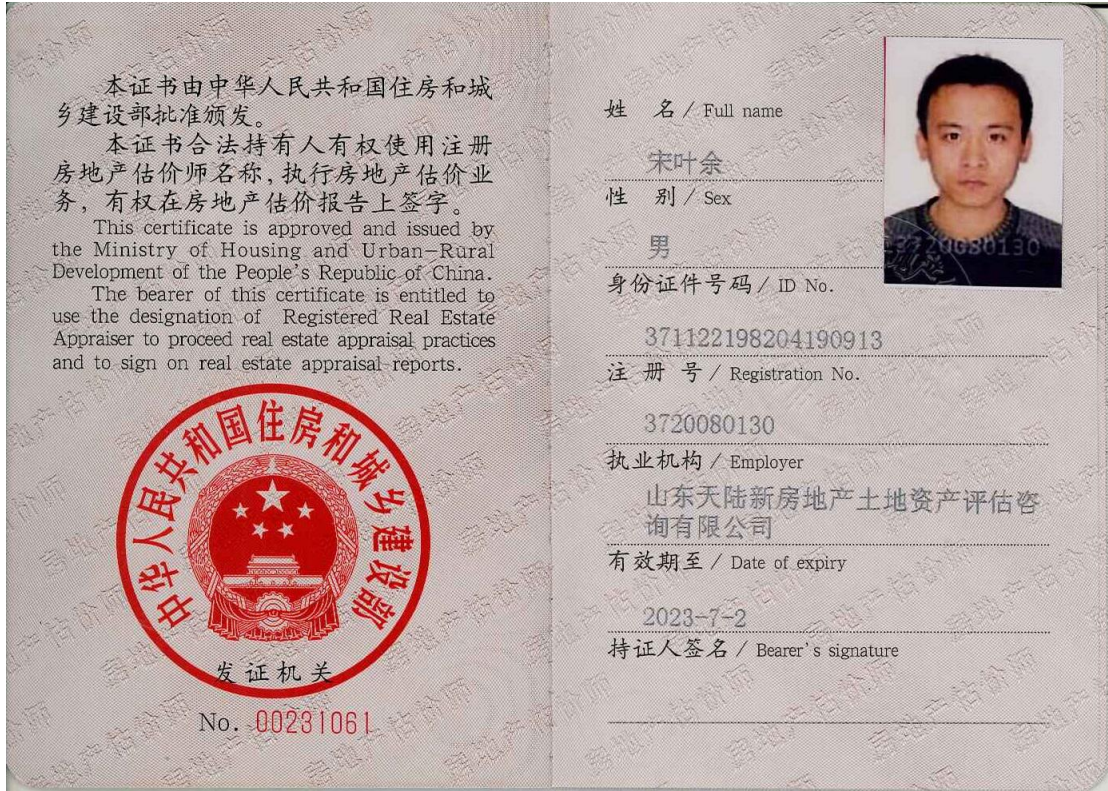 本证书由中华人民共和国住房和城
乡建设部批准颁发。
本证书合法持有人有权使用注册
房地产估价师名称，执行房地产估价业
务，有权在房地产估价报告上签字。
This certificate is approved and issued by
the Ministry of Housing and Urban-Rural
Development of the People's Republic of China.
The bearer of this certificate is entitled to
use the designation of Registered Real Estate
Appraiser to proceed real estate appraisal practices
and to sign on real estate appraisal reports.
中华人民共和国住房和城乡建设部
发证机关
No. 00231061
姓 名 / Full name
宋叶余
性 别 / Sex
男
身份证件号码 / ID No.
371122198204190913
注 册 号 / Registration No.
3720080130
执业机构 / Employer
山东天陆新房地产土地资产评估咨
询有限公司
有效期至 / Date of expiry
2023-7-2
持证人签名 / Bearer's signature
3720080130
房地产估价师